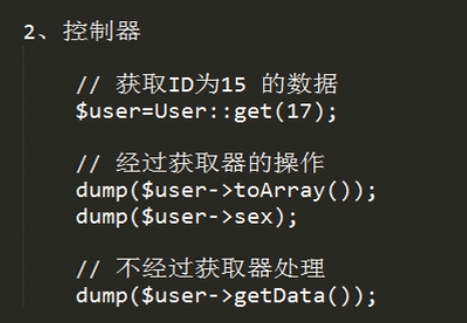 2、控制器
// 获取ID为15 的数据
$user=User::get(17);
// 经过获取器的操作
dump($user->toArray());
dump($user->sex);
// 不经过获取器处理
dump($user->getData());